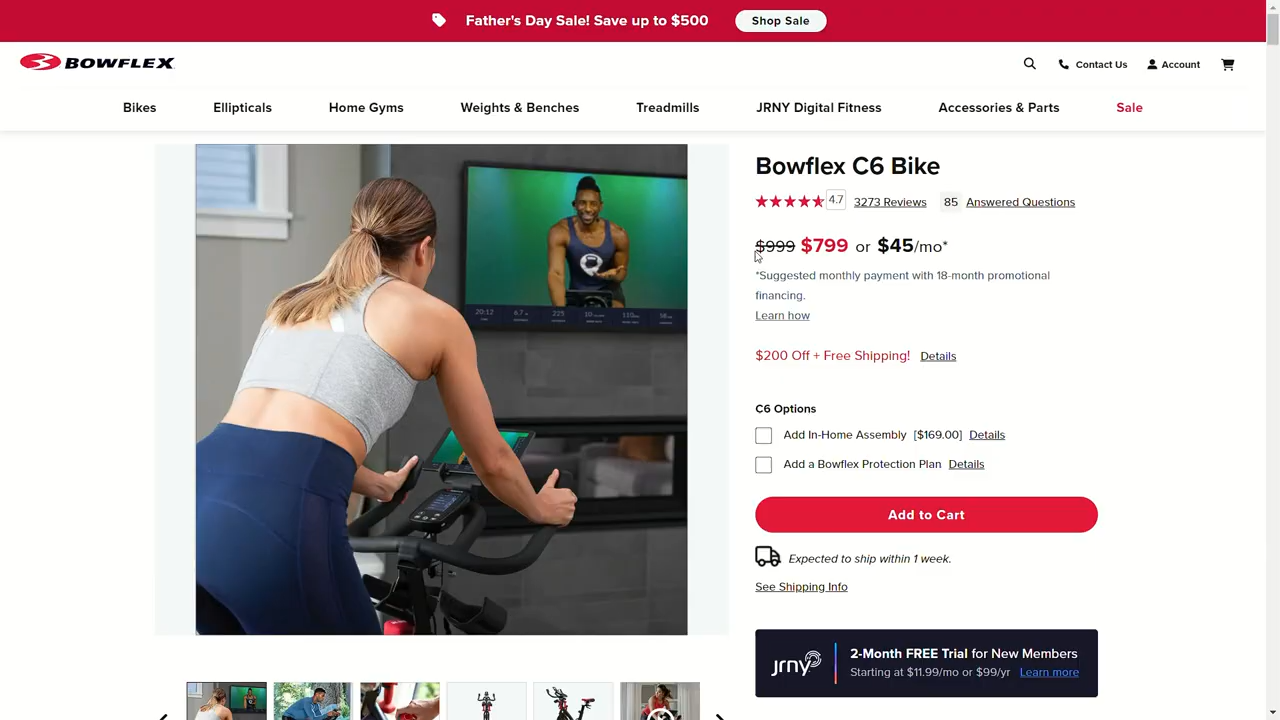 Father's Day Sale! Save up to $500
Shop Sale
BOWFLEX
Contact Us
Account
Bikes
Ellipticals
Home Gyms
Weights & Benches
Treadmills
JRNY Digital Fitness
Accessories & Parts
Sale
Bowflex C6 Bike
4.7
3273 Reviews
85
Answered Questions
$999 $799 or $45/mo*
*Suggested monthly payment with 18-month promotional
financing.
Learn how
$200 Off + Free Shipping! Details
C6 Options
Add In-Home Assembly [$169.00] Details
Add a Bowflex Protection Plan Details
Add to Cart
Expected to ship within 1 week.
See Shipping Info
jrny
2-Month FREE Trial for New Members
Starting at $11.99/mo or $99/yr Learn more